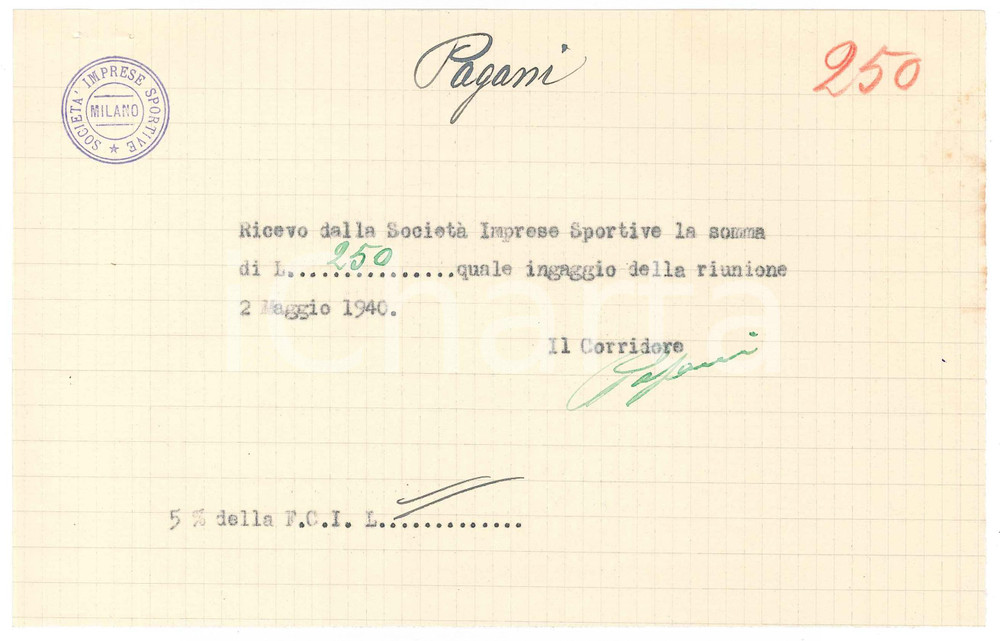 Pagani
250
SOCIETA' IMPRESE SPORTIVE ★
MILANO
Ricevo dalla Società Imprese Sportive la somma
di L...250............quale ingaggio della riunione
2 Maggio 1940.
Il Corridore
Pagani
5 % della F.C.I. L.............